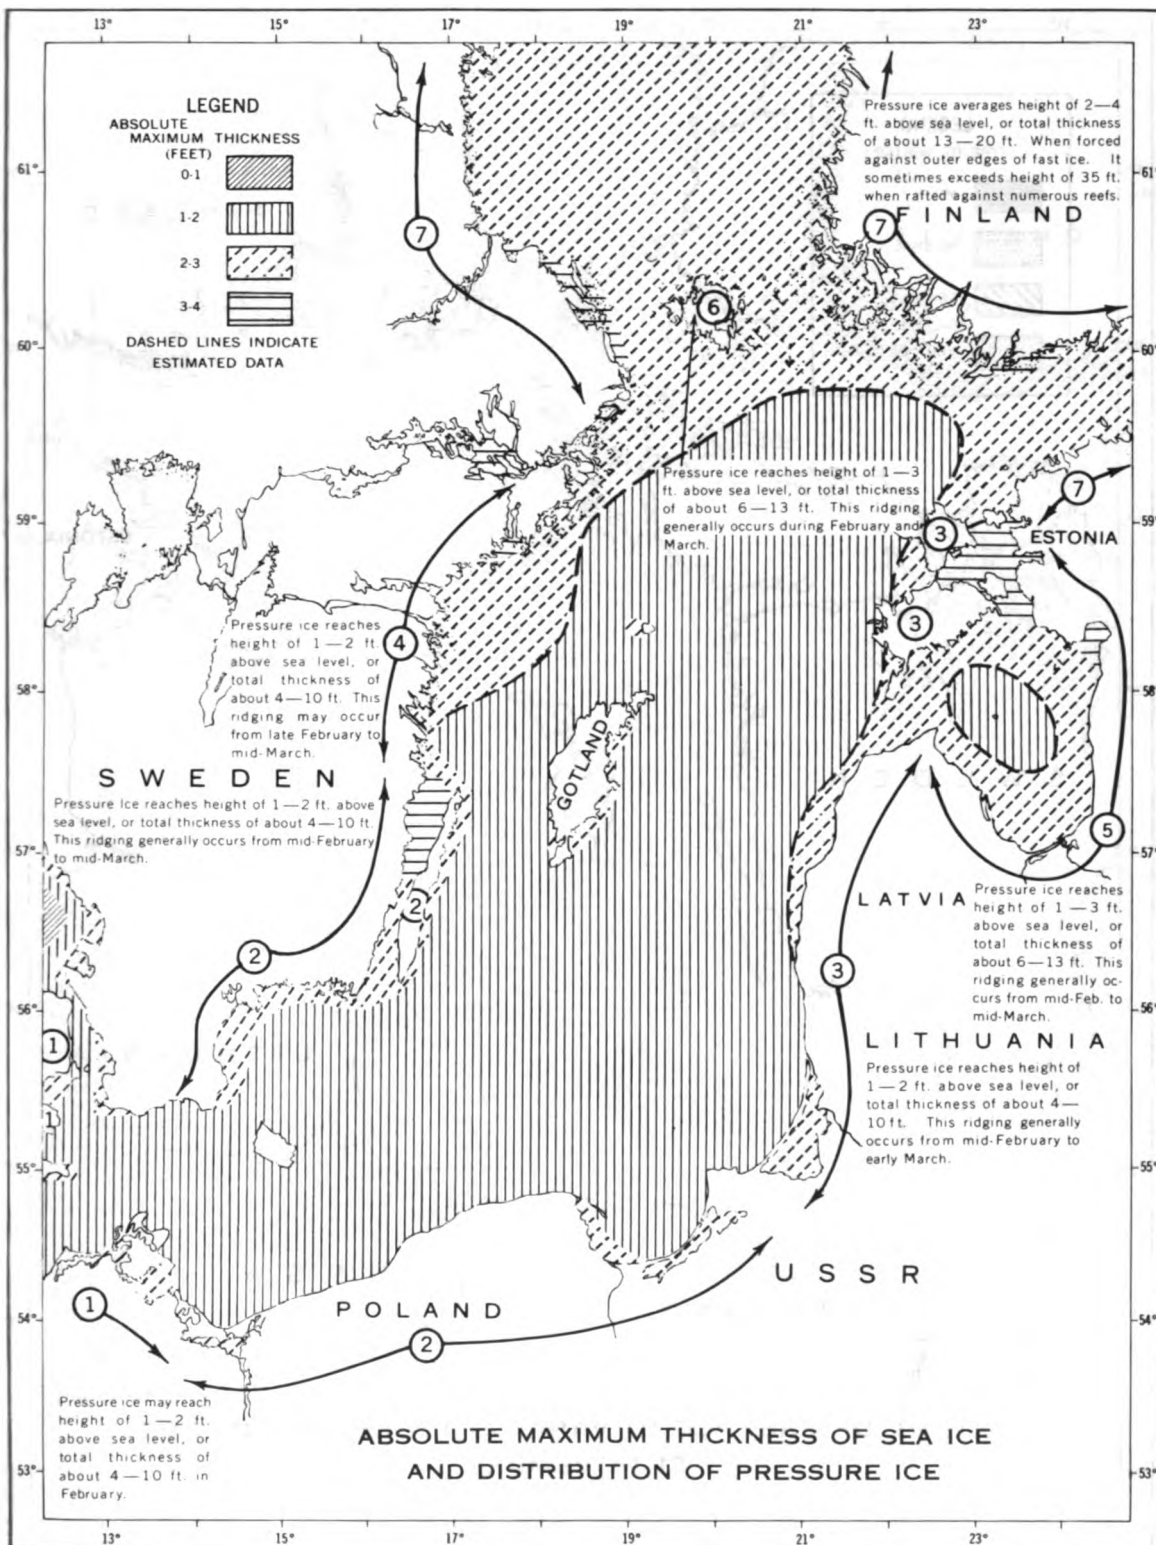 13° 15° 17° 19° 21° 23°
LEGEND
ABSOLUTE
MAXIMUM THICKNESS
(FEET)
0-1
1-2
2-3
3-4
DASHED LINES INDICATE
ESTIMATED DATA
Pressure ice averages height of 2—4
ft. above sea level, or total thickness
of about 13—20 ft. When forced
against outer edges of fast ice. It
sometimes exceeds height of 35 ft.
when rafted against numerous reefs.
FINLAND
7
7
6
61°
61°
60°
60°
Pressure ice reaches height of 1—3
ft. above sea level, or total thickness
of about 6—13 ft. This ridging
generally occurs during February and
March.
7
59°
59°
3
ESTONIA
3
4
Pressure ice reaches
height of 1—2 ft.
above sea level, or
total thickness of
about 4—10 ft. This
ridging may occur
from late February to
mid-March.
58°
58°
GOTLAND
SWEDEN
Pressure Ice reaches height of 1—2 ft. above
sea level, or total thickness of about 4—10 ft.
This ridging generally occurs from mid-February
to mid-March.
5
57°
57°
2
2
LATVIA
Pressure ice reaches
height of 1—3 ft.
above sea level, or
total thickness of
about 6—13 ft. This
ridging generally oc-
curs from mid-Feb. to
mid-March.
3
56°
56°
1
LITHUANIA
Pressure ice reaches height of
1—2 ft. above sea level, or
total thickness of about 4—
10 ft. This ridging generally
occurs from mid-February to
early March.
55°
55°
USSR
1
POLAND
2
54°
54°
Pressure ice may reach
height of 1—2 ft.
above sea level, or
total thickness of
about 4—10 ft. in
February.
ABSOLUTE MAXIMUM THICKNESS OF SEA ICE
AND DISTRIBUTION OF PRESSURE ICE
53°
53°
13° 15° 17° 19° 21° 23°